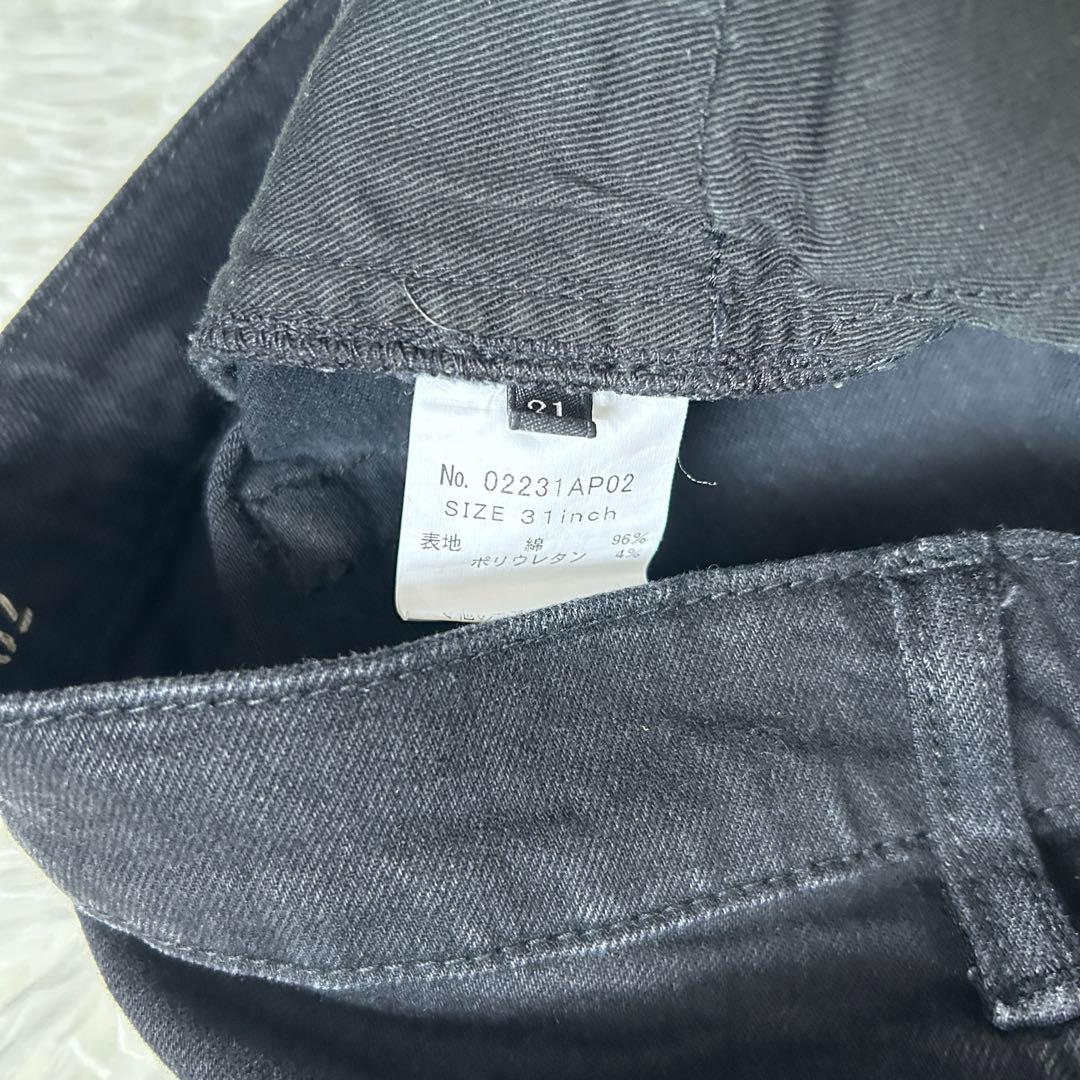 31
No. 02231AP02
SIZE 31inch
表地 綿 96%
ポリウレタン 4%